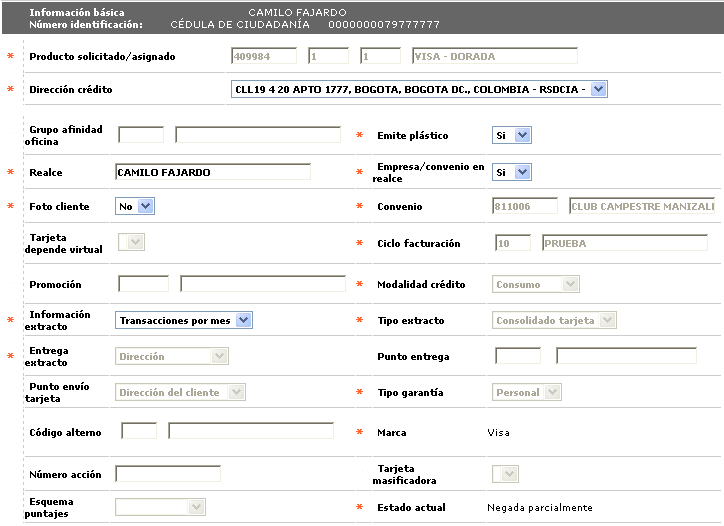 Información básica CAMILO FAJARDO
Número identificación: CÉDULA DE CIUDADANÍA 0000000079777777
* Producto solicitado/asignado 409984 1 1 VISA - DORADA
* Dirección crédito CLL19 4 20 APTO 1777, BOGOTA, BOGOTA DC., COLOMBIA - RSDCIA -
Grupo afinidad oficina * Emite plástico Si
* Realce CAMILO FAJARDO * Empresa/convenio en realce Si
* Foto cliente No * Convenio 811006 CLUB CAMPESTRE MANIZALI
Tarjeta depende virtual * Ciclo facturación 10 PRUEBA
Promoción * Modalidad crédito Consumo
* Información extracto Transacciones por mes * Tipo extracto Consolidado tarjeta
* Entrega extracto Dirección Punto entrega
Punto envío tarjeta Dirección del cliente * Tipo garantía Personal
Código alterno * Marca Visa
Número acción Tarjeta masificadora
Esquema puntajes * Estado actual Negada parcialmente